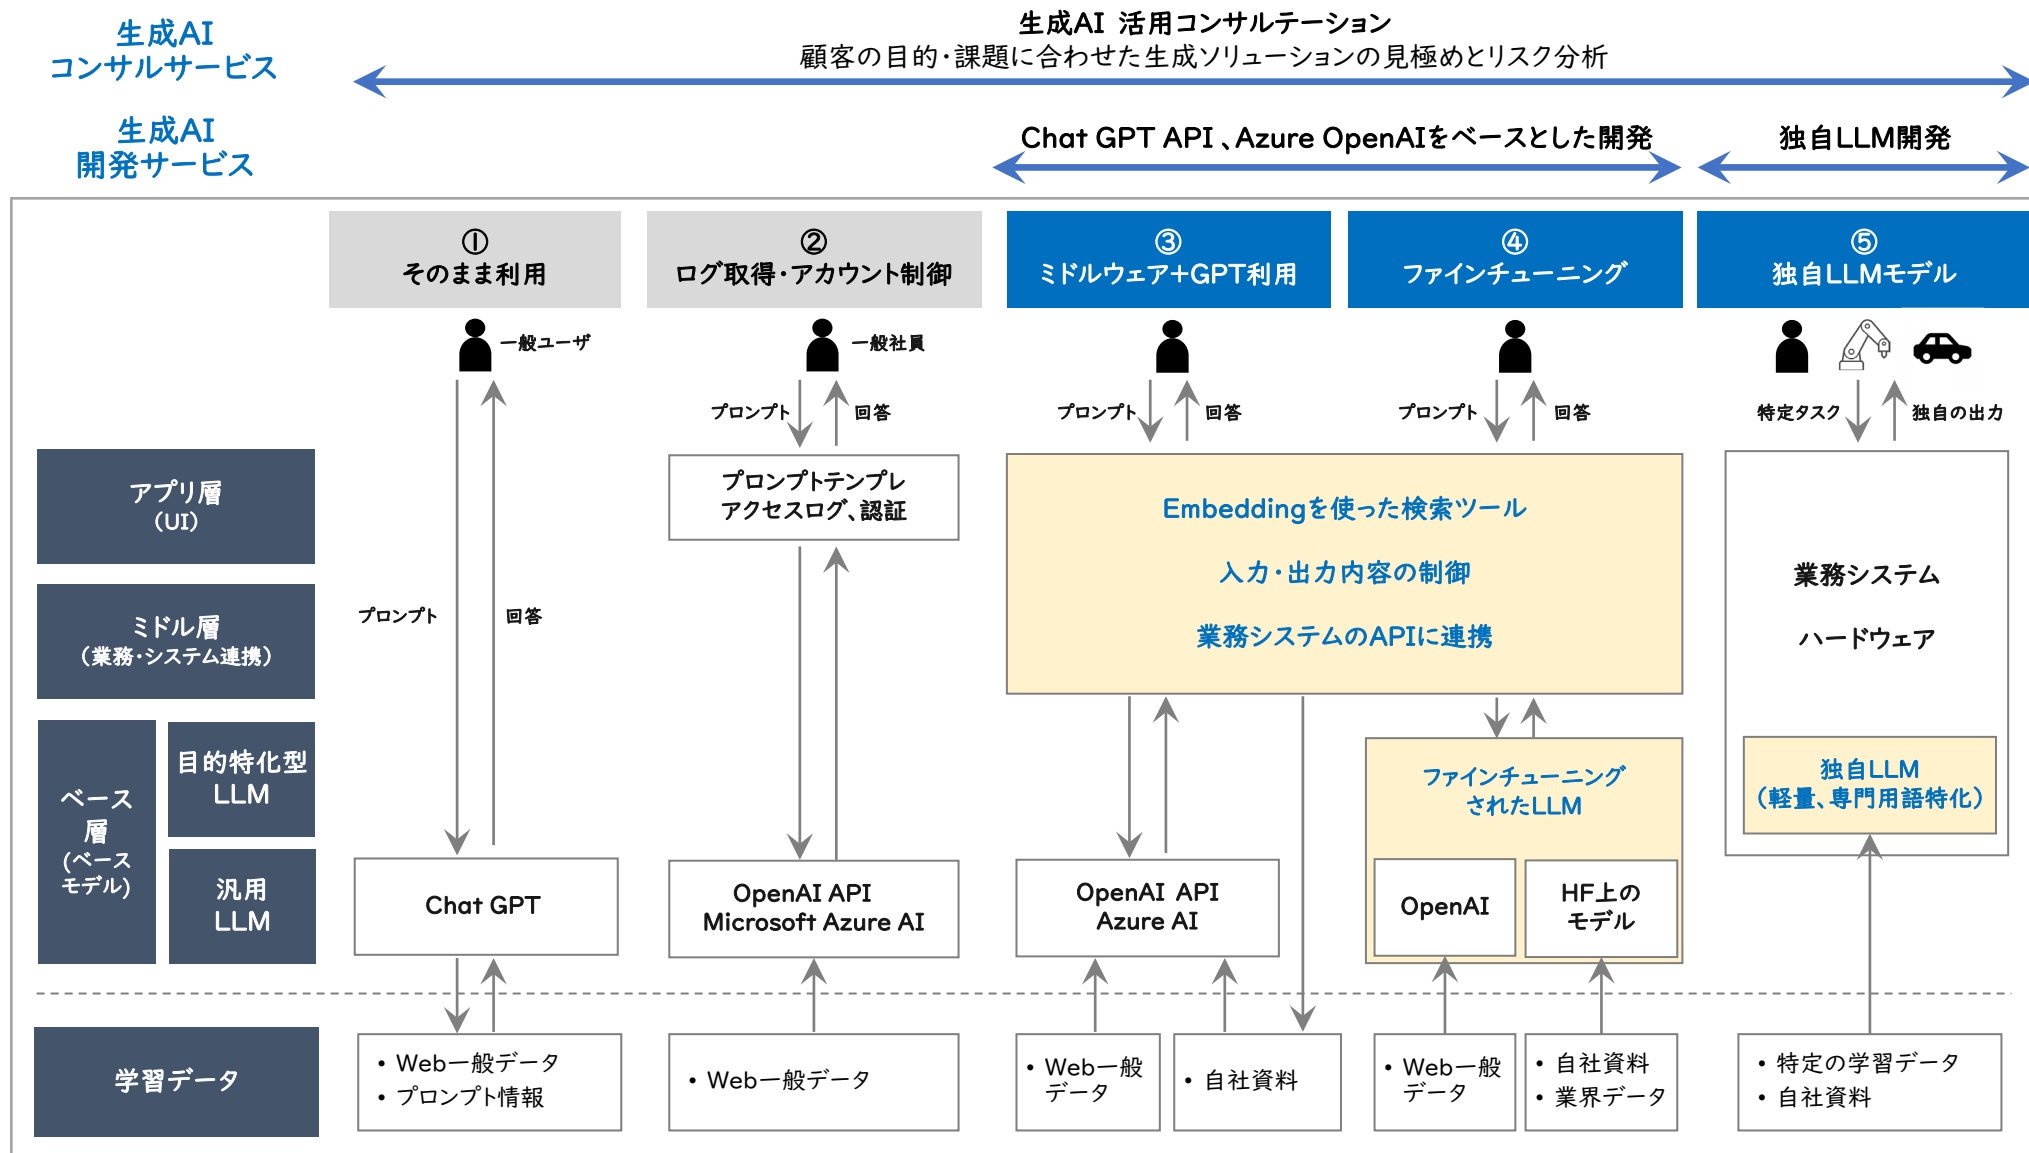 生成AI
コンサルサービス
生成AI 活用コンサルテーション
顧客の目的・課題に合わせた生成ソリューションの見極めとリスク分析
生成AI
開発サービス
Chat GPT API、Azure OpenAIをベースとした開発
独自LLM開発
①
そのまま利用
②
ログ取得・アカウント制御
③
ミドルウェア+GPT利用
④
ファインチューニング
⑤
独自LLMモデル
一般ユーザ
一般社員
プロンプト
回答
プロンプト
回答
プロンプト
回答
特定タスク
独自の出力
アプリ層
（UI）
プロンプトテンプレ
アクセスログ、認証
Embeddingを使った検索ツール
入力・出力内容の制御
業務システムのAPIに連携
業務システム
ハードウェア
ミドル層
（業務・システム連携）
プロンプト
回答
ベース
層
(ベース
モデル)
目的特化型
LLM
汎用
LLM
ファインチューニング
されたLLM
独自LLM
（軽量、専門用語特化）
Chat GPT
OpenAI API
Microsoft Azure AI
OpenAI API
Azure AI
OpenAI
HF上の
モデル
学習データ
• Web一般データ
• プロンプト情報
• Web一般データ
• Web一般
データ
• 自社資料
• Web一般
データ
• 自社資料
• 業界データ
• 特定の学習データ
• 自社資料